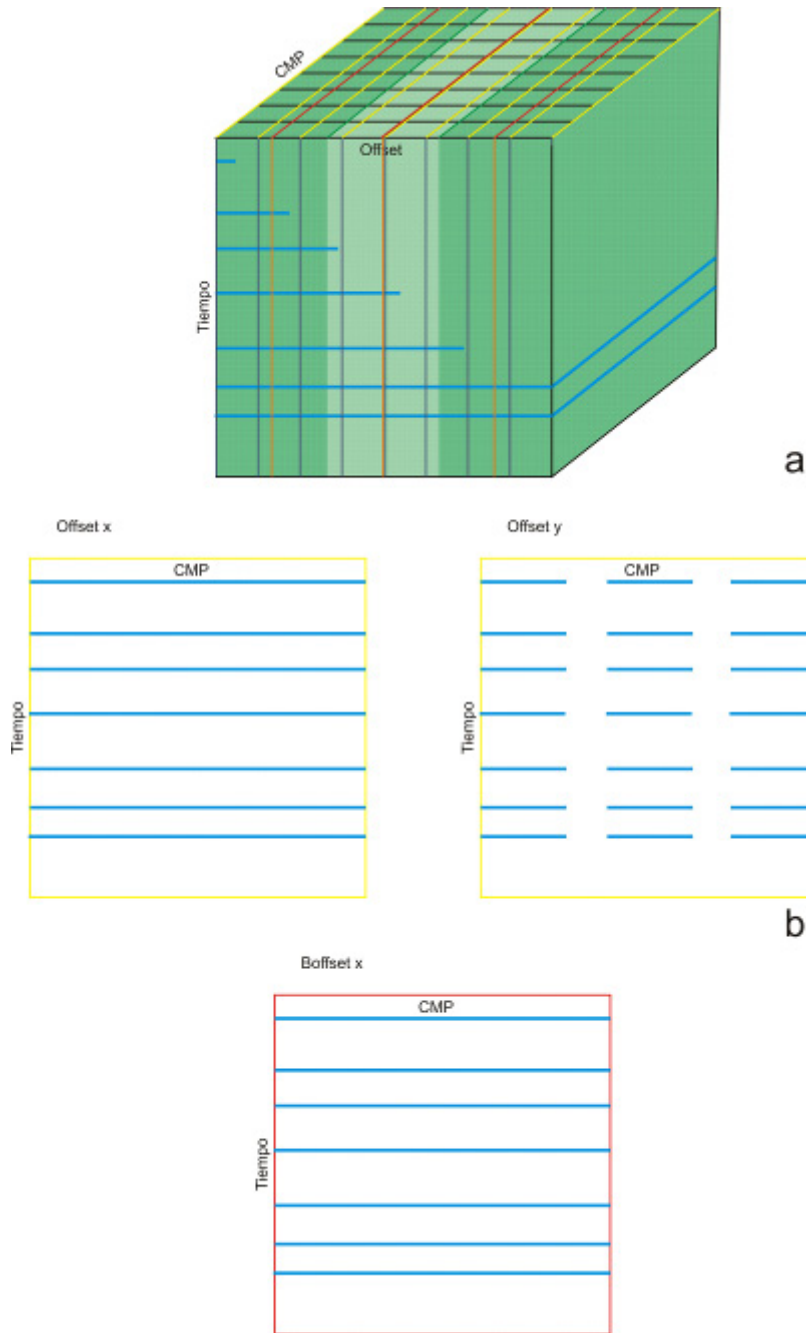 CMP
Offset
Tiempo
a
Offset x
Offset y
CMP
CMP
Tiempo
Tiempo
b
Boffset x
CMP
Tiempo